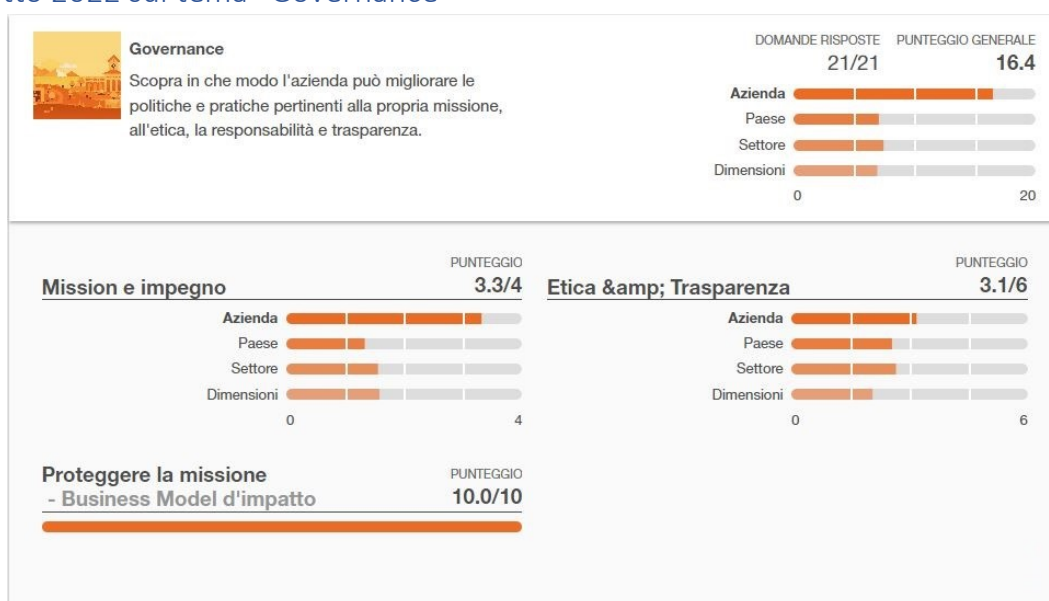 Governance
Scopra in che modo l'azienda può migliorare le
politiche e pratiche pertinenti alla propria missione,
all'etica, la responsabilità e trasparenza.
DOMANDE RISPOSTE PUNTEGGIO GENERALE
21/21 16.4
Azienda
Paese
Settore
Dimensioni
0 20
Mission e impegno
PUNTEGGIO
3.3/4
Azienda
Paese
Settore
Dimensioni
0 4
Etica &amp; Trasparenza
PUNTEGGIO
3.1/6
Azienda
Paese
Settore
Dimensioni
0 6
Proteggere la missione
- Business Model d'impatto
PUNTEGGIO
10.0/10